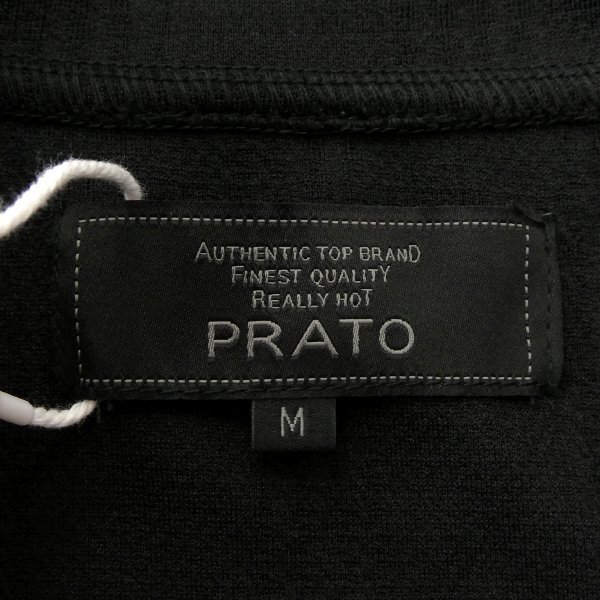 AUTHENTIC TOP BRAND
FINEST QUALITY
REALLY HOT
PRATO
M